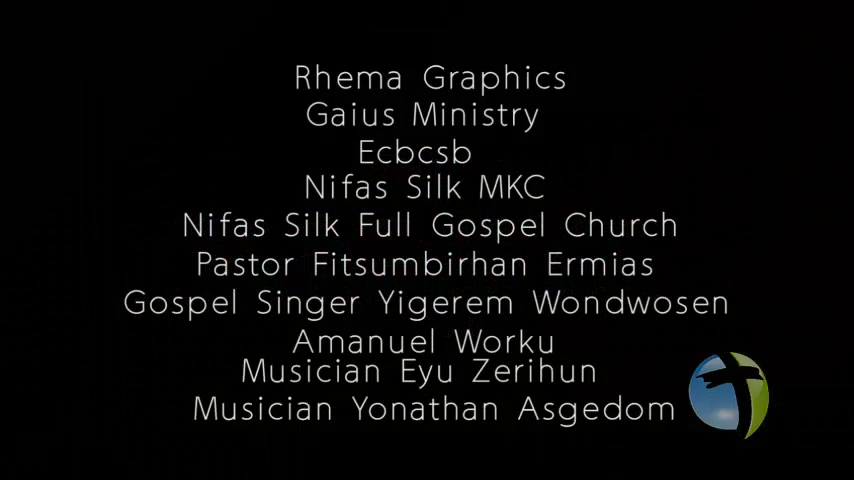 Rhema Graphics
Gaius Ministry
Ecbcsb
Nifas Silk MKC
Nifas Silk Full Gospel Church
Pastor Fitsumbirhan Ermias
Gospel Singer Yigerem Wondwosen
Amanuel Worku
Musician Eyu Zerihun
Musician Yonathan Asgedom